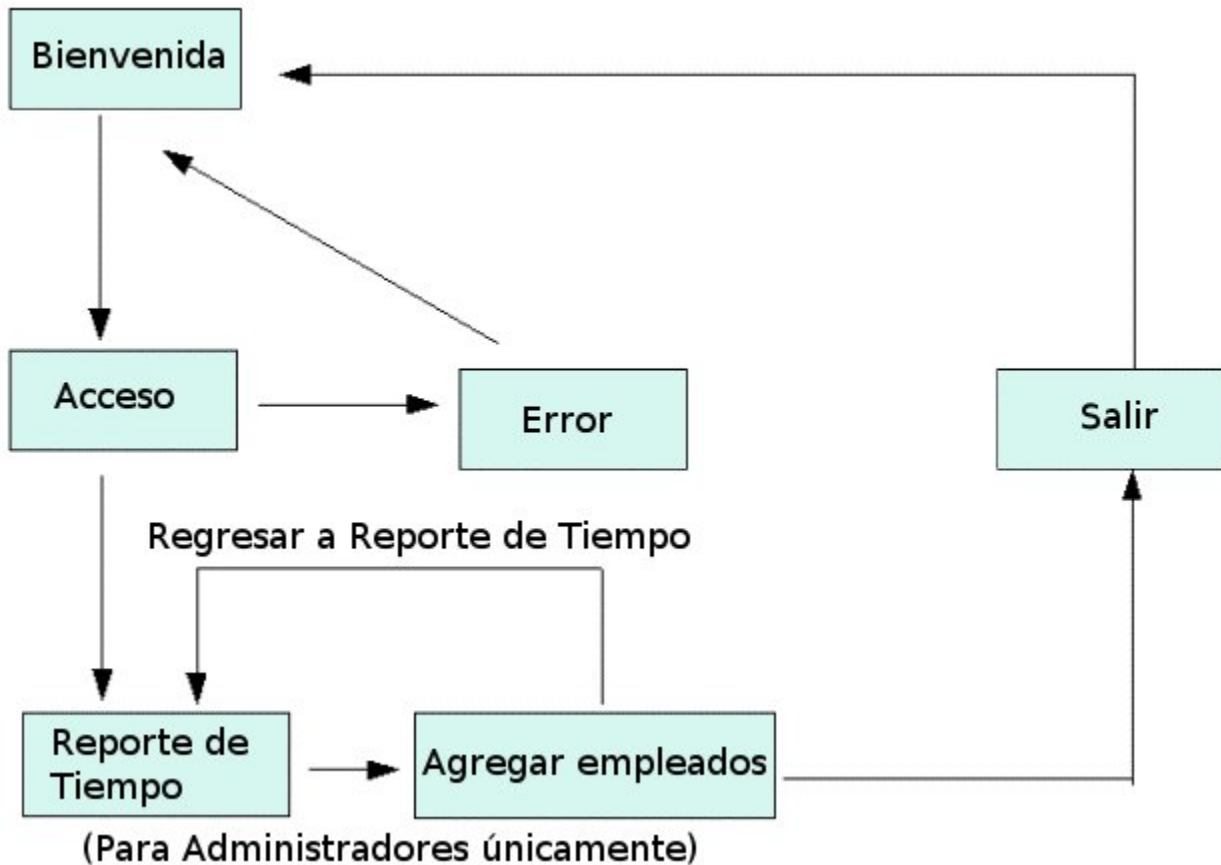 Bienvenida
Acceso
Error
Salir
Regresar a Reporte de Tiempo
Reporte de
Tiempo
Agregar empleados
(Para Administradores únicamente)